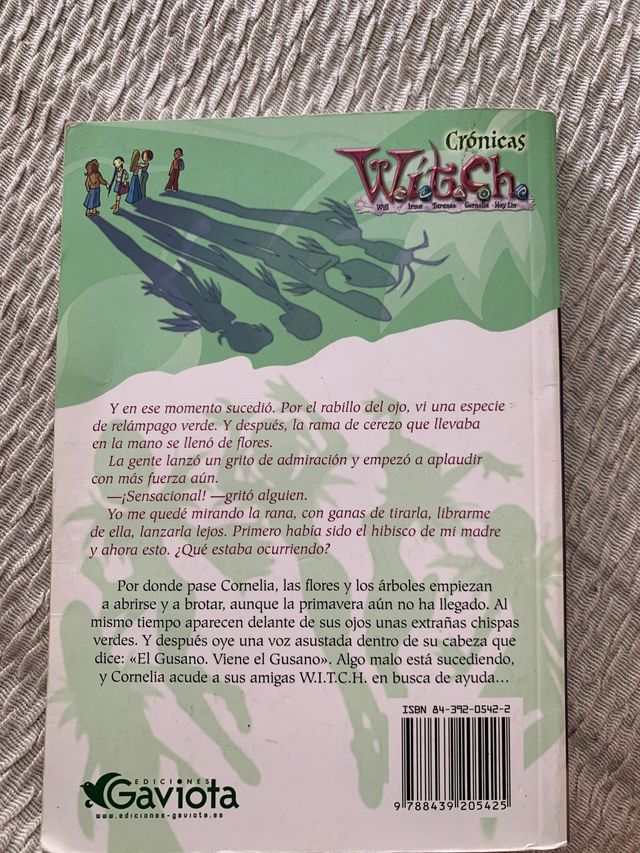 Crónicas
W.i.t.c.h.
Will Irma Taranee Cornelia Hay Lin
Y en ese momento sucedió. Por el rabillo del ojo, vi una especie
de relámpago verde. Y después, la rama de cerezo que llevaba
en la mano se llenó de flores.
La gente lanzó un grito de admiración y empezó a aplaudir
con más fuerza aún.
—¡Sensacional! —gritó alguien.
Yo me quedé mirando la rana, con ganas de tirarla, librarme
de ella, lanzarla lejos. Primero había sido el hibisco de mi madre
y ahora esto. ¿Qué estaba ocurriendo?
Por donde pase Cornelia, las flores y los árboles empiezan
a abrirse y a brotar, aunque la primavera aún no ha llegado. Al
mismo tiempo aparecen delante de sus ojos unas extrañas chispas
verdes. Y después oye una voz asustada dentro de su cabeza que
dice: «El Gusano. Viene el Gusano». Algo malo está sucediendo,
y Cornelia acude a sus amigas W.I.T.C.H. en busca de ayuda...
ISBN 84-392-0542-2
9 788439 205425
EDICIONES
Gaviota
www.ediciones-gaviota.es